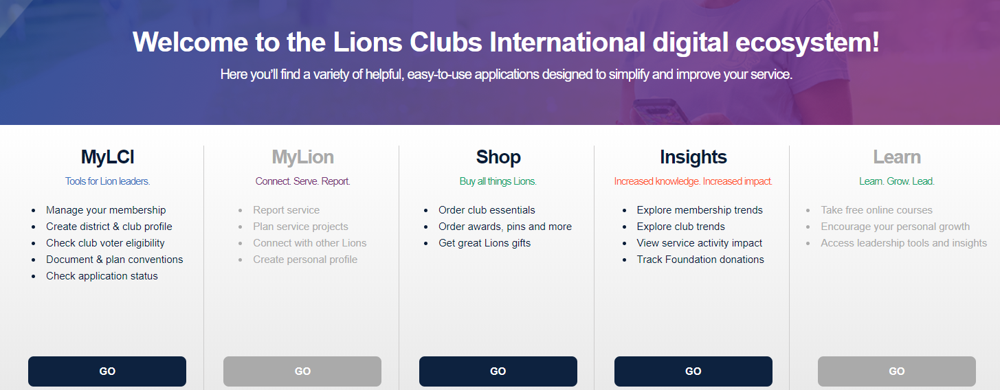 Welcome to the Lions Clubs International digital ecosystem!
Here you'll find a variety of helpful, easy-to-use applications designed to simplify and improve your service.
MyLCI
Tools for Lion leaders.
Manage your membership
Create district & club profile
Check club voter eligibility
Document & plan conventions
Check application status
GO
MyLion
Connect. Serve. Report.
Report service
Plan service projects
Connect with other Lions
Create personal profile
GO
Shop
Buy all things Lions.
Order club essentials
Order awards, pins and more
Get great Lions gifts
GO
Insights
Increased knowledge. Increased impact.
Explore membership trends
Explore club trends
View service activity impact
Track Foundation donations
GO
Learn
Learn. Grow. Lead.
Take free online courses
Encourage your personal growth
Access leadership tools and insights
GO